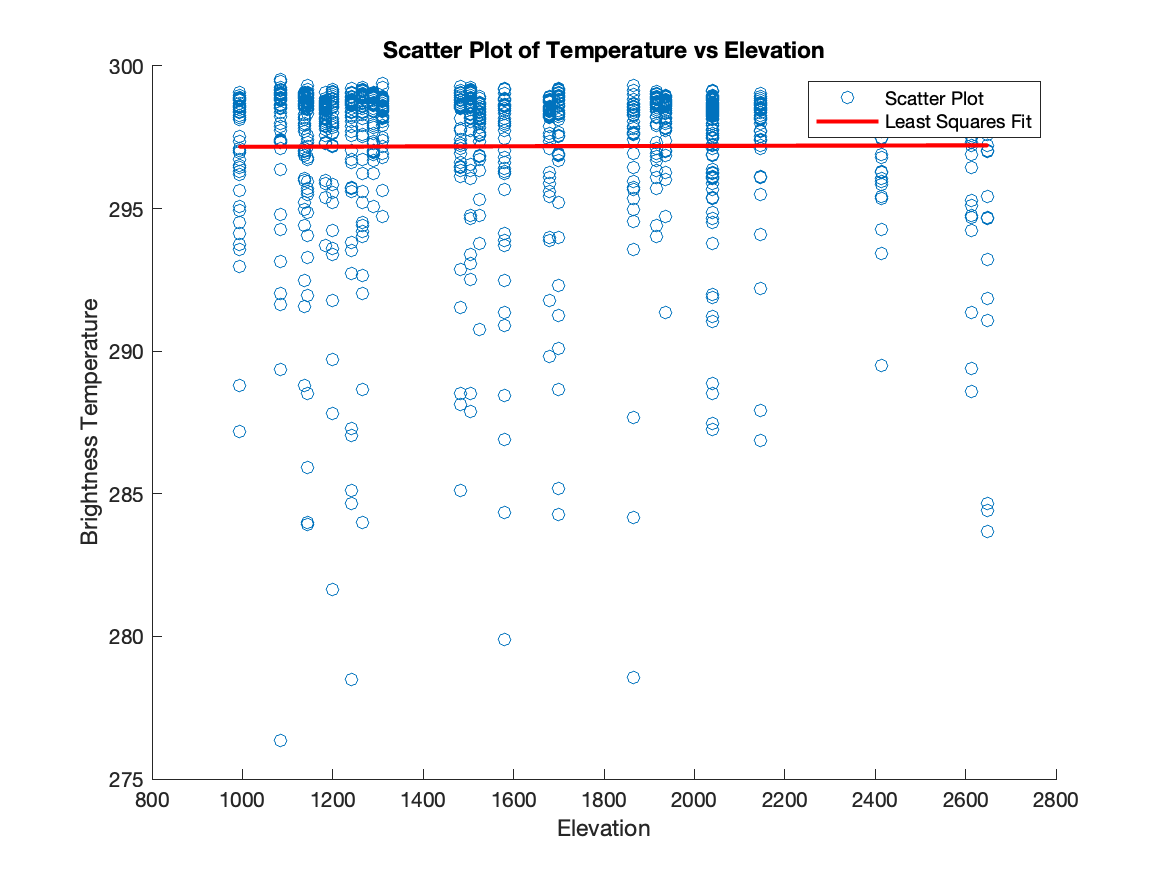 Scatter Plot of Temperature vs Elevation
Scatter Plot
Least Squares Fit
Brightness Temperature
300
295
290
285
280
275
800 1000 1200 1400 1600 1800 2000 2200 2400 2600 2800
Elevation